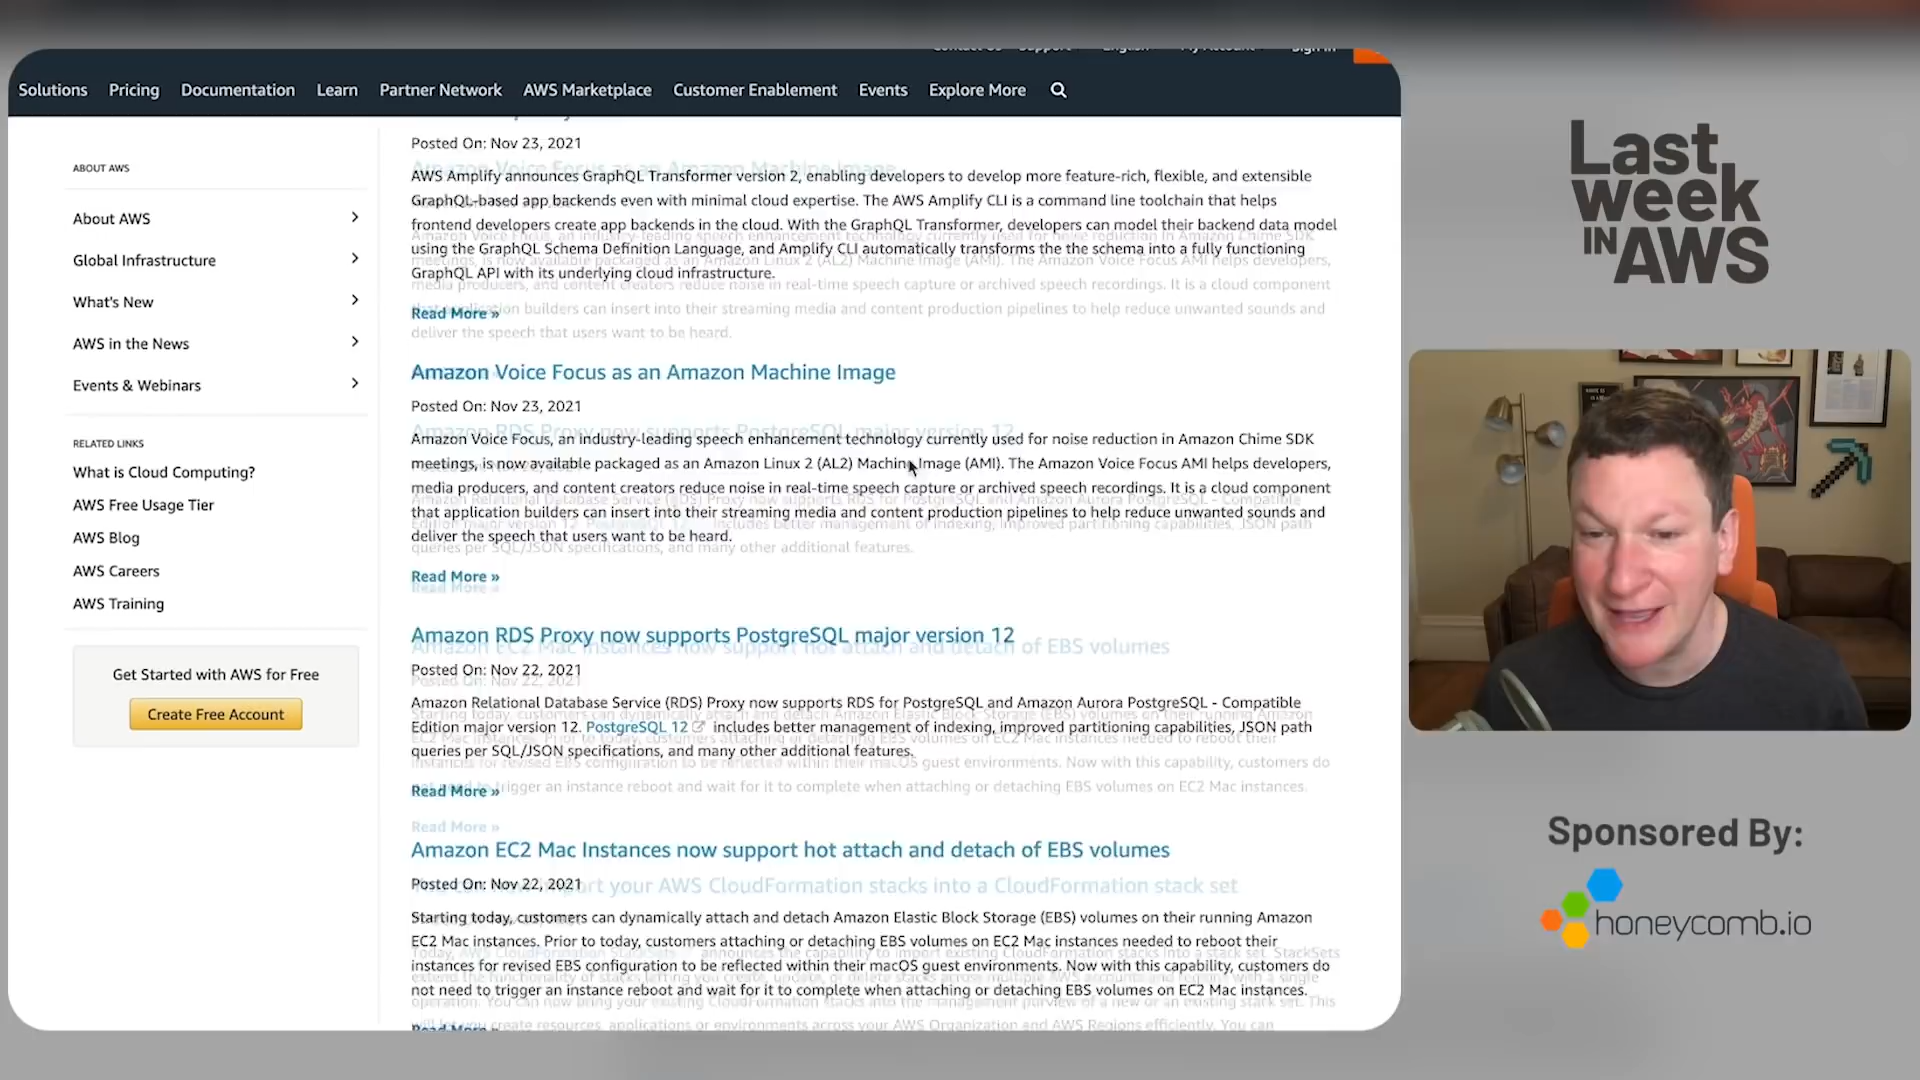 Solutions Pricing Documentation Learn Partner Network AWS Marketplace Customer Enablement Events Explore More
ABOUT AWS
About AWS
Global Infrastructure
What's New
AWS in the News
Events & Webinars
RELATED LINKS
What is Cloud Computing?
AWS Free Usage Tier
AWS Blog
AWS Careers
AWS Training
Get Started with AWS for Free
Create Free Account
Posted On: Nov 23, 2021
AWS Amplify announces GraphQL Transformer version 2, enabling developers to develop more feature-rich, flexible, and extensible
GraphQL-based app backends even with minimal cloud expertise. The AWS Amplify CLI is a command line toolchain that helps
frontend developers create app backends in the cloud. With the GraphQL Transformer, developers can model their backend data model
using the GraphQL Schema Definition Language, and Amplify CLI automatically transforms the the schema into a fully functioning
GraphQL API with its underlying cloud infrastructure.
Read More »
Amazon Voice Focus as an Amazon Machine Image
Posted On: Nov 23, 2021
Amazon Voice Focus, an industry-leading speech enhancement technology currently used for noise reduction in Amazon Chime SDK
meetings, is now available packaged as an Amazon Linux 2 (AL2) Machine Image (AMI). The Amazon Voice Focus AMI helps developers,
media producers, and content creators reduce noise in real-time speech capture or archived speech recordings. It is a cloud component
that application builders can insert into their streaming media and content production pipelines to help reduce unwanted sounds and
deliver the speech that users want to be heard.
Read More »
Amazon RDS Proxy now supports PostgreSQL major version 12
Posted On: Nov 22, 2021
Amazon Relational Database Service (RDS) Proxy now supports RDS for PostgreSQL and Amazon Aurora PostgreSQL - Compatible
Edition major version 12. PostgreSQL 12 includes better management of indexing, improved partitioning capabilities, JSON path
queries per SQL/JSON specifications, and many other additional features.
Read More »
Amazon EC2 Mac Instances now support hot attach and detach of EBS volumes
Posted On: Nov 22, 2021
Starting today, customers can dynamically attach and detach Amazon Elastic Block Storage (EBS) volumes on their running Amazon
EC2 Mac instances. Prior to today, customers attaching or detaching EBS volumes on EC2 Mac instances needed to reboot their
instances for revised EBS configuration to be reflected within their macOS guest environments. Now with this capability, customers do
not need to trigger an instance reboot and wait for it to complete when attaching or detaching EBS volumes on EC2 Mac instances.
Last
week
IN AWS
Sponsored By:
honeycomb.io